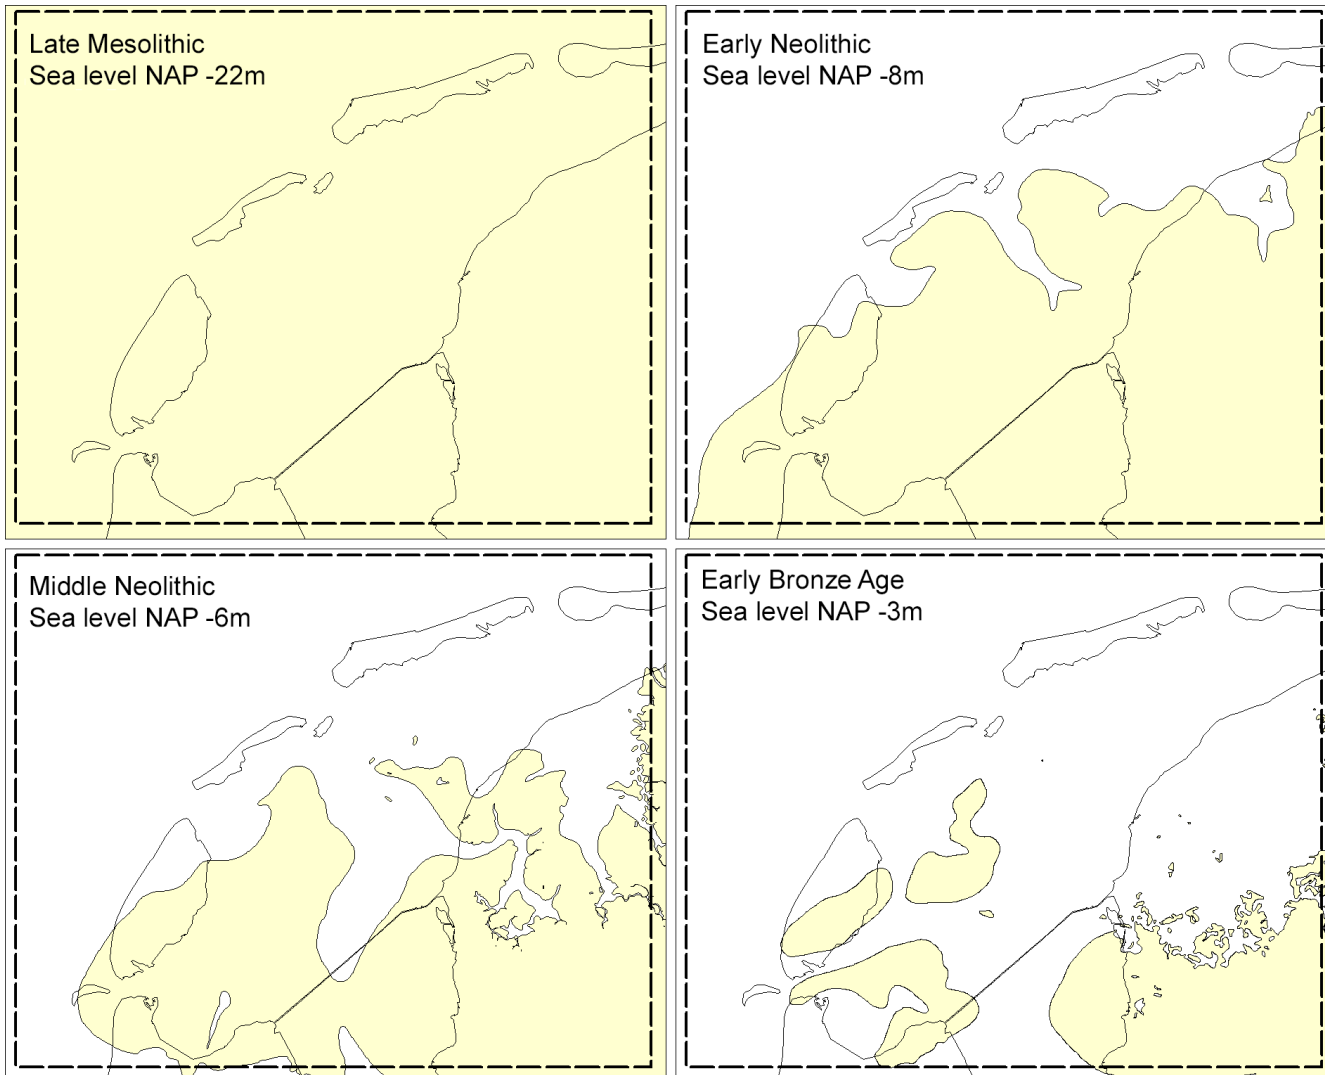 Late Mesolithic
Sea level NAP -22m
Early Neolithic
Sea level NAP -8m
Middle Neolithic
Sea level NAP -6m
Early Bronze Age
Sea level NAP -3m